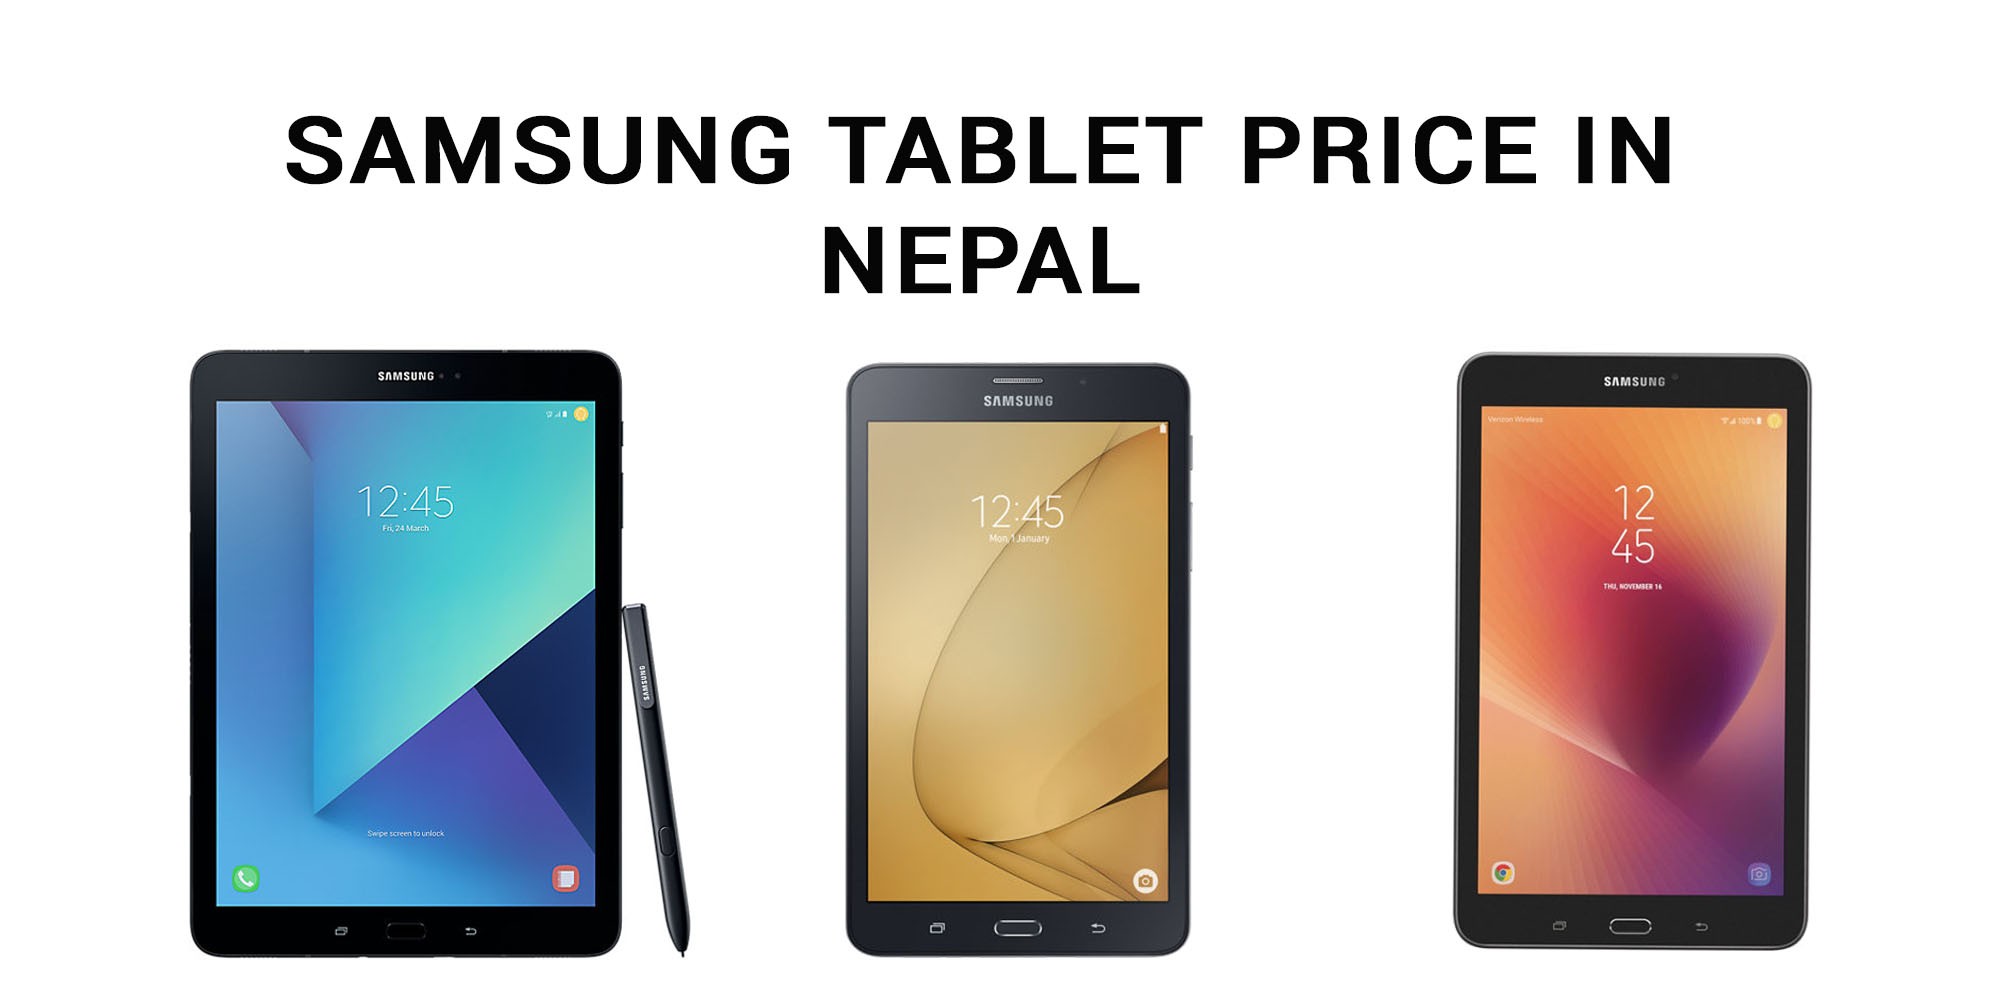 SAMSUNG TABLET PRICE IN
NEPAL
SAMSUNG
12:45
Fri, 24 March
Swipe screen to unlock
SAMSUNG
SAMSUNG
12:45
Mon, 1 January
SAMSUNG
Verizon Wireless
100%
12
45
THU, NOVEMBER 16